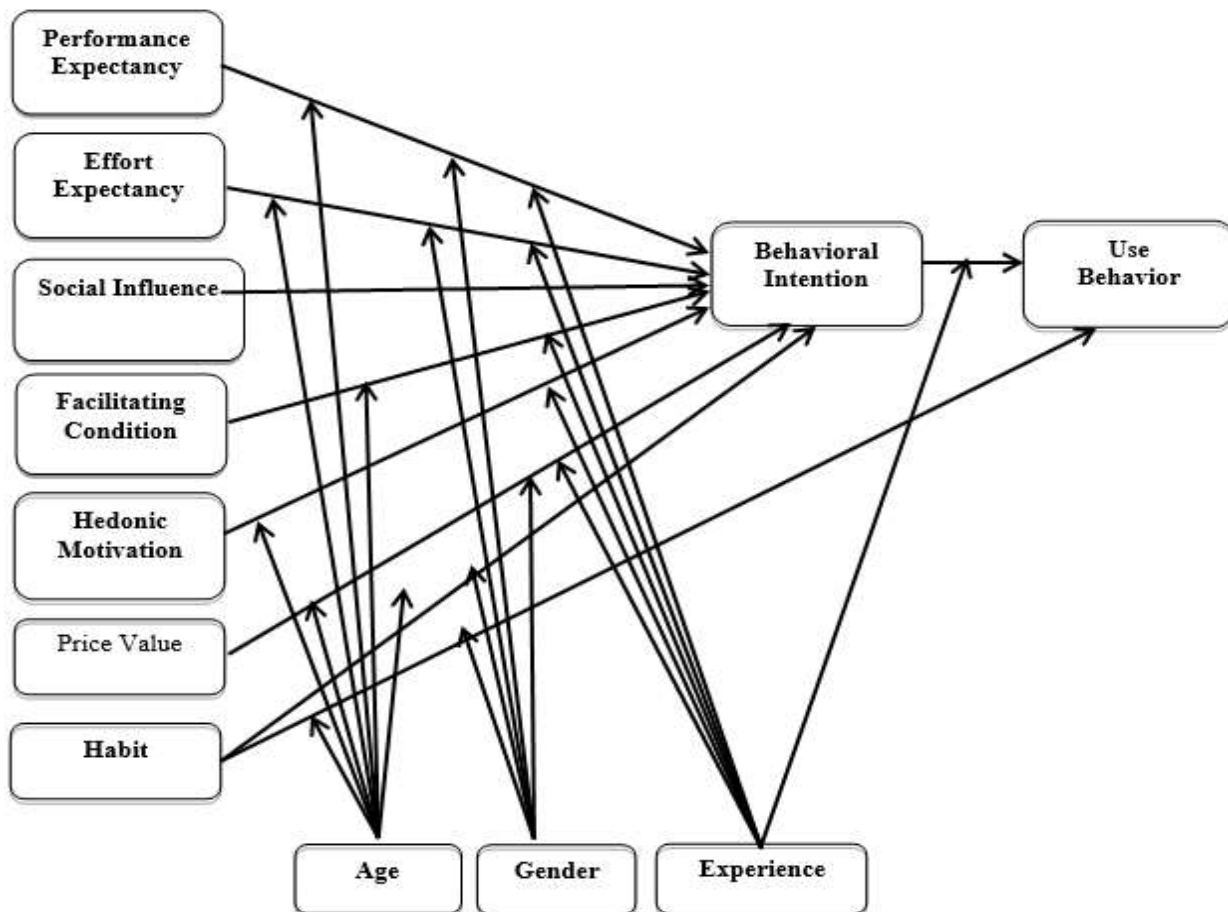 Performance
Expectancy
Effort
Expectancy
Social Influence
Facilitating
Condition
Hedonic
Motivation
Price Value
Habit
Behavioral
Intention
Use
Behavior
Age
Gender
Experience